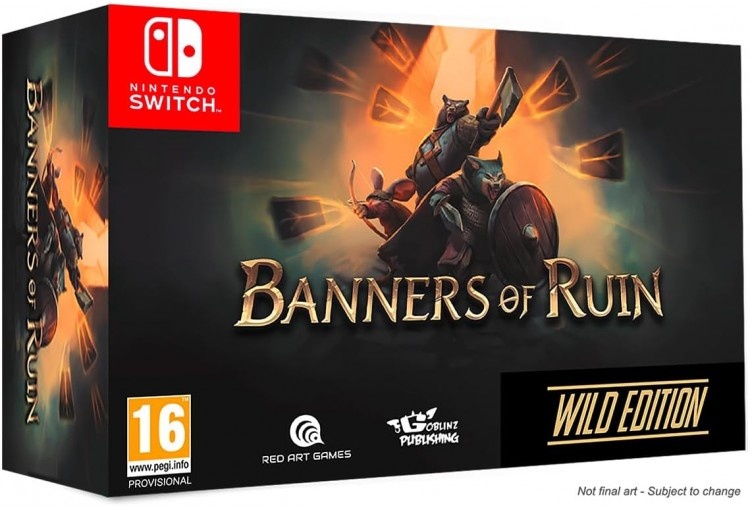 NINTENDO
SWITCH™
BANNERS OF RUIN
BANNERS OF RUIN
WILD EDITION
16
www.pegi.info
PROVISIONAL
RED ART GAMES
GOBLINZ
PUBLISHING
Not final art - Subject to change